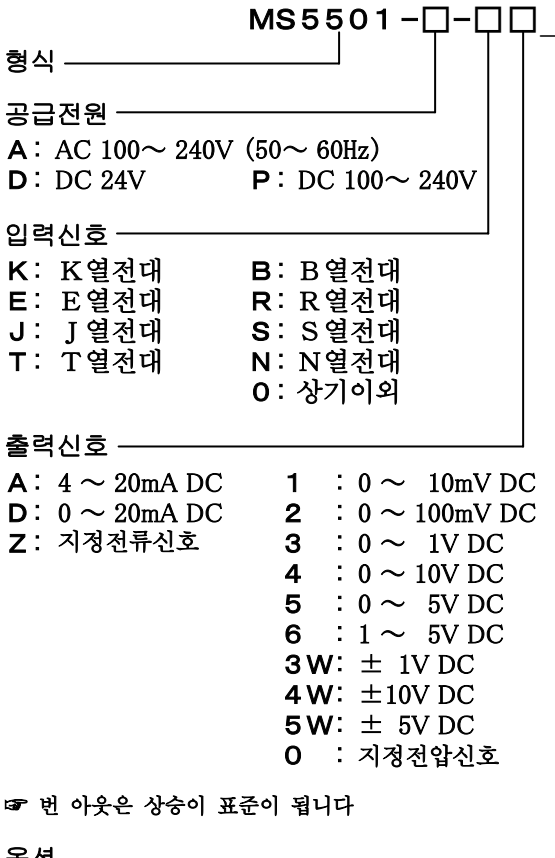 MS5501-□-□□_
형식
공급전원
A : AC 100～ 240V (50～ 60Hz)
D : DC 24V P : DC 100～ 240V
입력신호
K : K열전대 B : B열전대
E : E열전대 R : R열전대
J : J열전대 S : S열전대
T : T열전대 N : N열전대
0 : 상기이외
출력신호
A : 4 ～ 20mA DC 1 : 0 ～ 10mV DC
D : 0 ～ 20mA DC 2 : 0 ～ 100mV DC
Z : 지정전류신호 3 : 0 ～ 1V DC
4 : 0 ～ 10V DC
5 : 0 ～ 5V DC
6 : 1 ～ 5V DC
3W: ± 1V DC
4W: ±10V DC
5W: ± 5V DC
0 : 지정전압신호
☞ 번 아웃은 상승이 표준이 됩니다
옵션